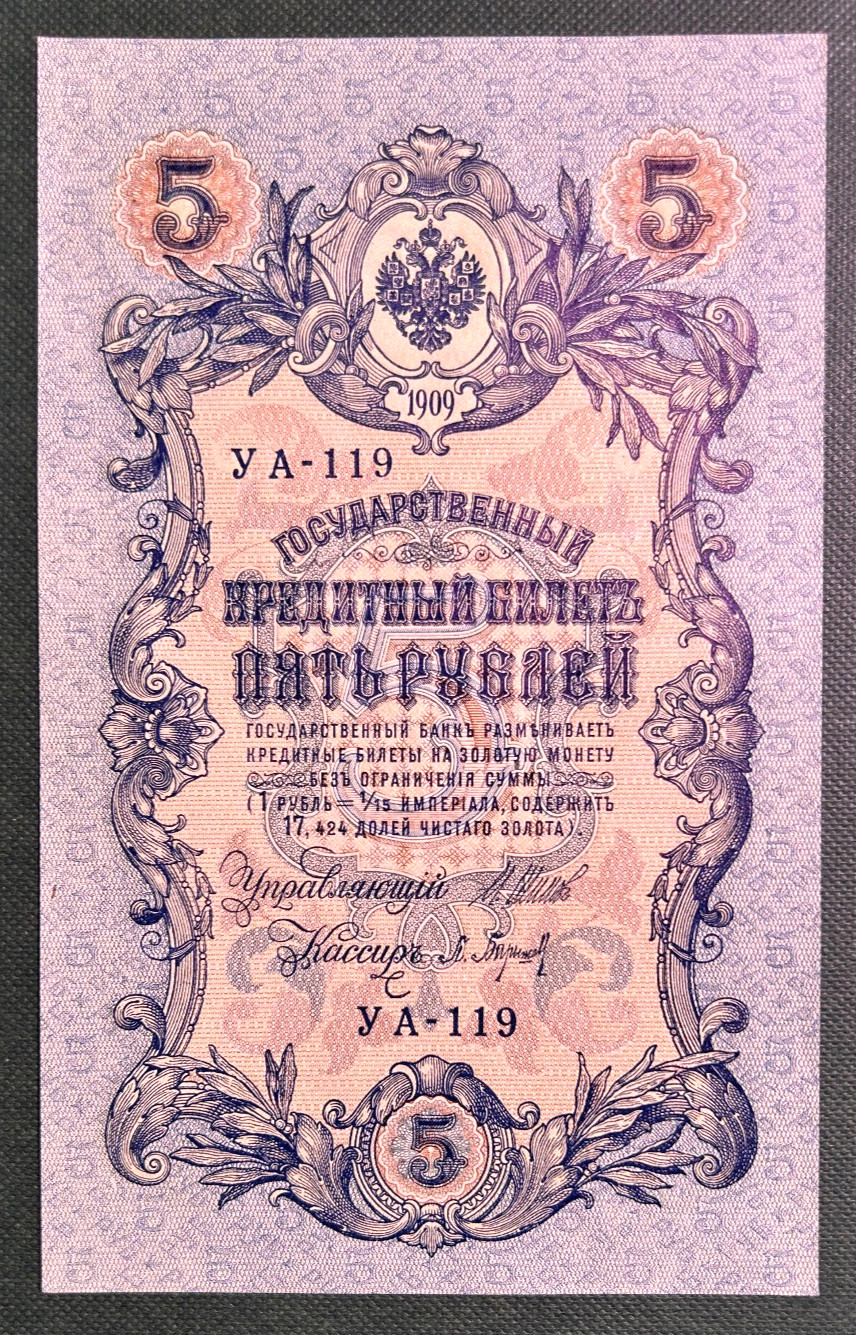 5 5
1909
УА-119
ГОСУДАРСТВЕННЫЙ
КРЕДИТНЫЙ БИЛЕТЪ
ПЯТЬ РУБЛЕЙ
ГОСУДАРСТВЕННЫЙ БАНКЪ РАЗМѢНИВАЕТЪ
КРЕДИТНЫЕ БИЛЕТЫ НА ЗОЛОТУЮ МОНЕТУ
БЕЗЪ ОГРАНИЧЕНІЯ СУММЫ
(1 РУБЛЬ = 1/15 ИМПЕРІАЛА, СОДЕРЖИТЪ
17, 424 ДОЛЕЙ ЧИСТАГО ЗОЛОТА).
Управляющій
Кассиръ
УА-119
5